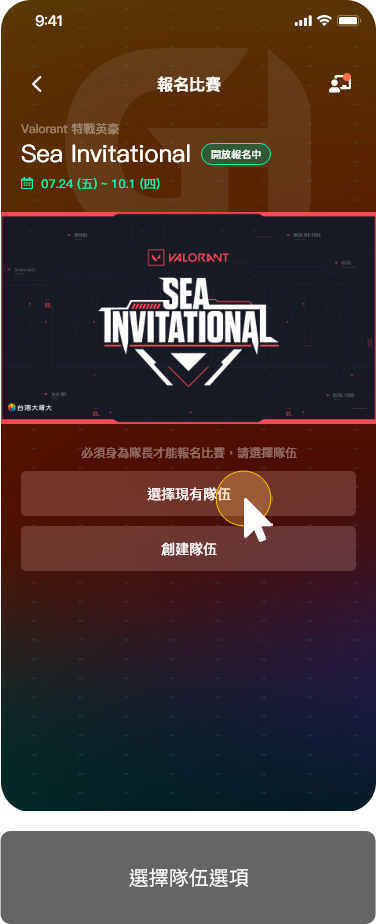 9:41
報名比賽
Valorant 特戰英豪
Sea Invitational 開放報名中
07.24 (五) ~ 10.1 (四)
VALORANT
SEA
INVITATIONAL
台灣大哥大
必須身為隊長才能報名比賽，請選擇隊伍
選擇現有隊伍
創建隊伍
選擇隊伍選項